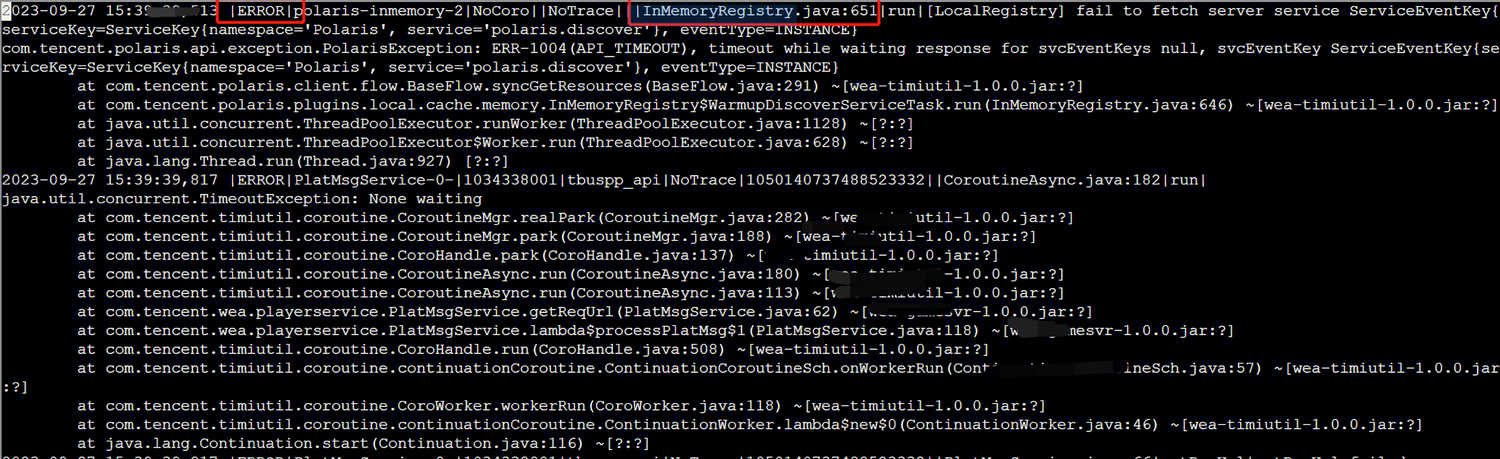 2023-09-27 15:39 |ERROR|polaris-inmemory-2|NoCoro||NoTrace|||InMemoryRegistry.java:651|run|[LocalRegistry] fail to fetch server service ServiceEventKey{
serviceKey=ServiceKey{namespace='Polaris', service='polaris.discover'}, eventType=INSTANCE}
com.tencent.polaris.api.exception.PolarisException: ERR-1004(API_TIMEOUT), timeout while waiting response for svcEventKeys null, svcEventKey ServiceEventKey{se
rviceKey=ServiceKey{namespace='Polaris', service='polaris.discover'}, eventType=INSTANCE}
at com.tencent.polaris.client.flow.BaseFlow.syncGetResources(BaseFlow.java:291) ~[wea-timiutil-1.0.0.jar:?]
at com.tencent.polaris.plugins.local.cache.memory.InMemoryRegistry$WarmupDiscoverServiceTask.run(InMemoryRegistry.java:646) ~[wea-timiutil-1.0.0.jar:?]
at java.util.concurrent.ThreadPoolExecutor.runWorker(ThreadPoolExecutor.java:1128) ~[?:?]
at java.util.concurrent.ThreadPoolExecutor$Worker.run(ThreadPoolExecutor.java:628) ~[?:?]
at java.lang.Thread.run(Thread.java:927) [?:?]
2023-09-27 15:39:39,817 |ERROR|PlatMsgService-0-|1034338001|tbuspp_api|NoTrace|1050140737488523332||CoroutineAsync.java:182|run|
java.util.concurrent.TimeoutException: None waiting
at com.tencent.timiutil.coroutine.CoroutineMgr.realPark(CoroutineMgr.java:282) ~[we util-1.0.0.jar:?]
at com.tencent.timiutil.coroutine.CoroutineMgr.park(CoroutineMgr.java:188) ~[wea-timiutil-1.0.0.jar:?]
at com.tencent.timiutil.coroutine.CoroHandle.park(CoroHandle.java:137) ~[ timiutil-1.0.0.jar:?]
at com.tencent.timiutil.coroutine.CoroutineAsync.run(CoroutineAsync.java:180) ~[ util-1.0.0.jar:?]
at com.tencent.timiutil.coroutine.CoroutineAsync.run(CoroutineAsync.java:113) ~[w util-1.0.0.jar:?]
at com.tencent.wea.playerservice.PlatMsgService.getReqUrl(PlatMsgService.java:62) ~[ -1.0.0.jar:?]
at com.tencent.wea.playerservice.PlatMsgService.lambda$processPlatMsg$1(PlatMsgService.java:118) ~[w mesvr-1.0.0.jar:?]
at com.tencent.timiutil.coroutine.CoroHandle.run(CoroHandle.java:508) ~[wea-timiutil-1.0.0.jar:?]
at com.tencent.timiutil.coroutine.continuationCoroutine.ContinuationCoroutineSch.onWorkerRun(Cont ineSch.java:57) ~[wea-timiutil-1.0.0.jar
:?]
at com.tencent.timiutil.coroutine.CoroWorker.workerRun(CoroWorker.java:118) ~[wea-timiutil-1.0.0.jar:?]
at com.tencent.timiutil.coroutine.continuationCoroutine.ContinuationWorker.lambda$new$0(ContinuationWorker.java:46) ~[wea-timiutil-1.0.0.jar:?]
at java.lang.Continuation.start(Continuation.java:116) ~[?:?]